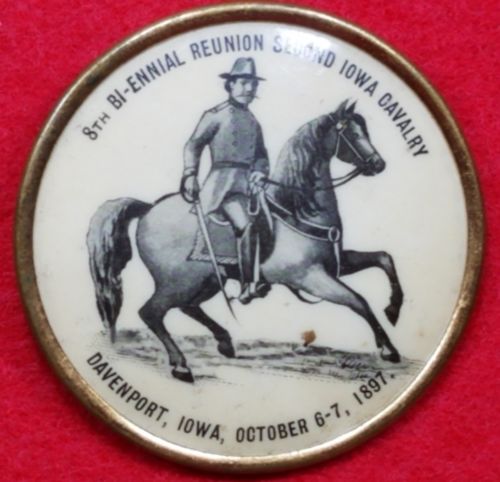 8TH BI-ENNIAL REUNION SECOND IOWA CAVALRY
DAVENPORT, IOWA, OCTOBER 6-7, 1897.